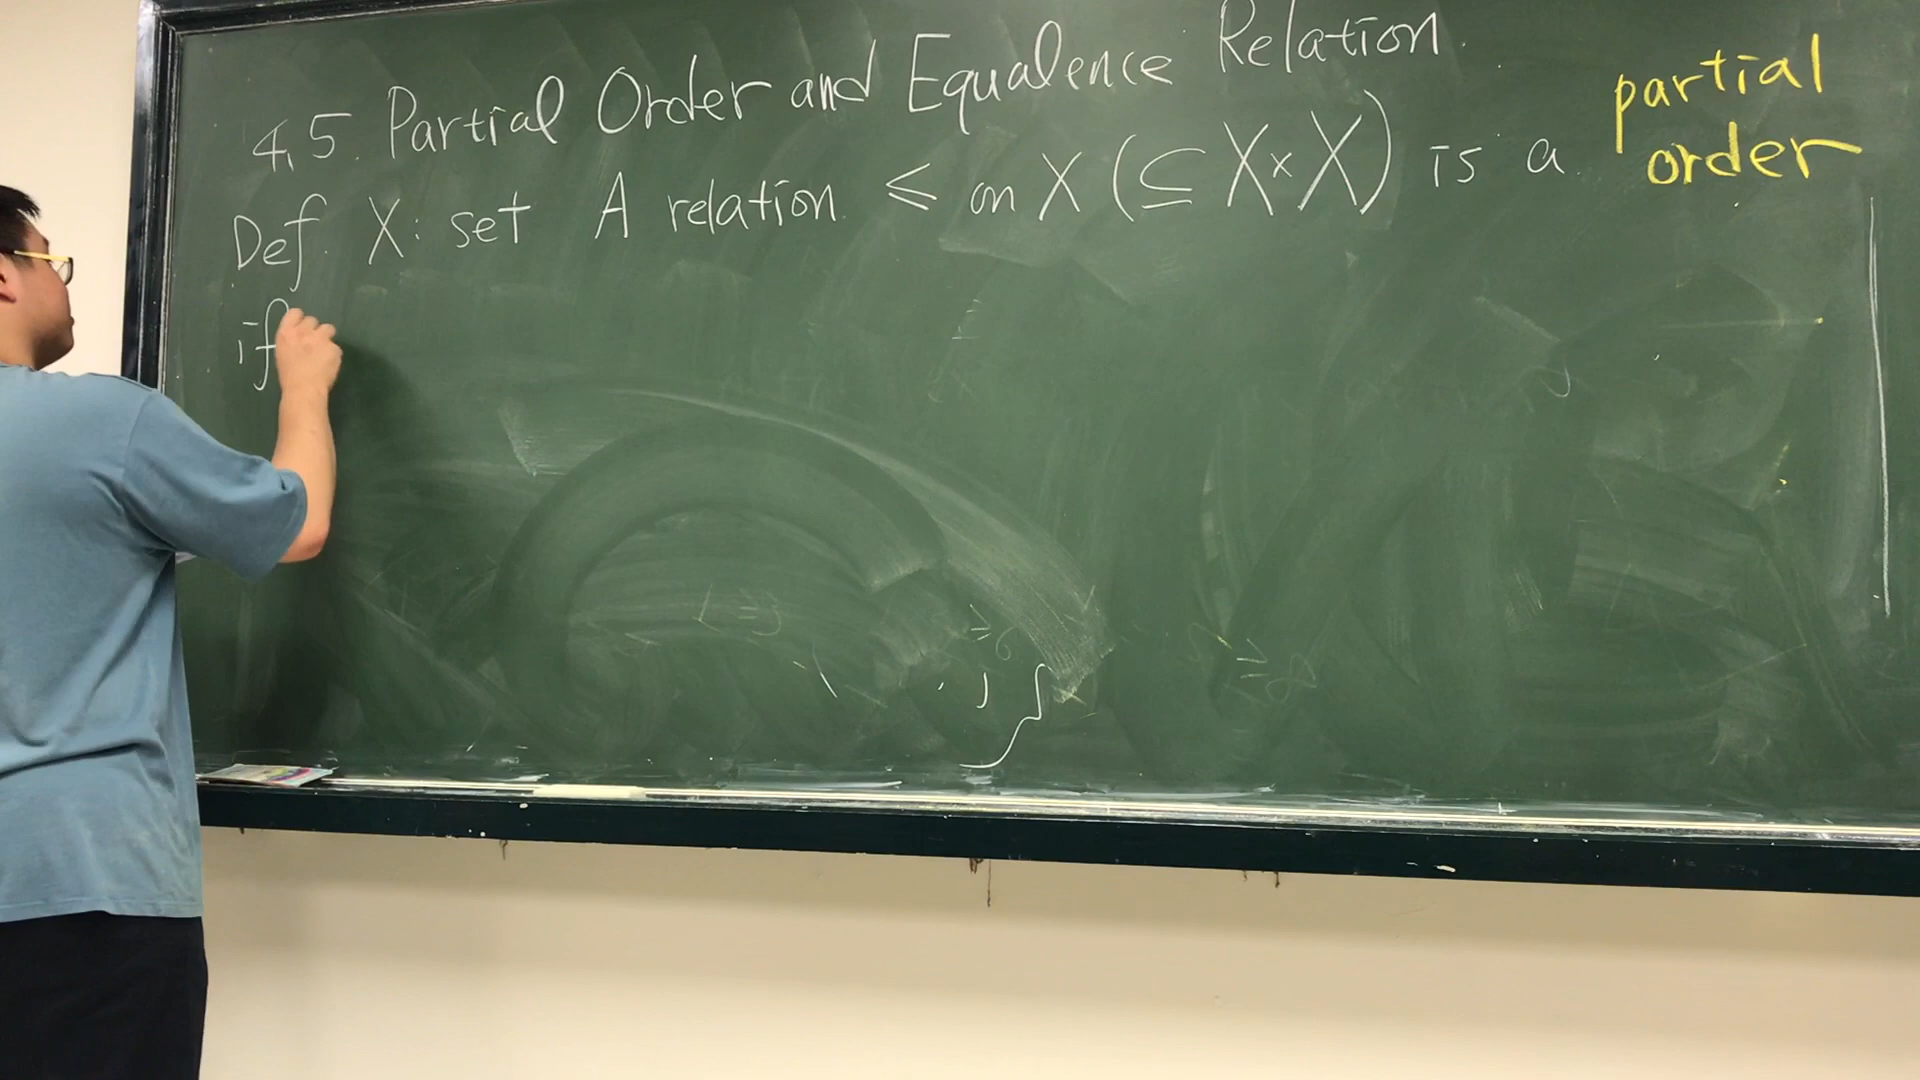 4.5. Partial Order and Equalence Relation.
Def. X: set A relation ≤ on X (⊆ X×X) is a partial order
if